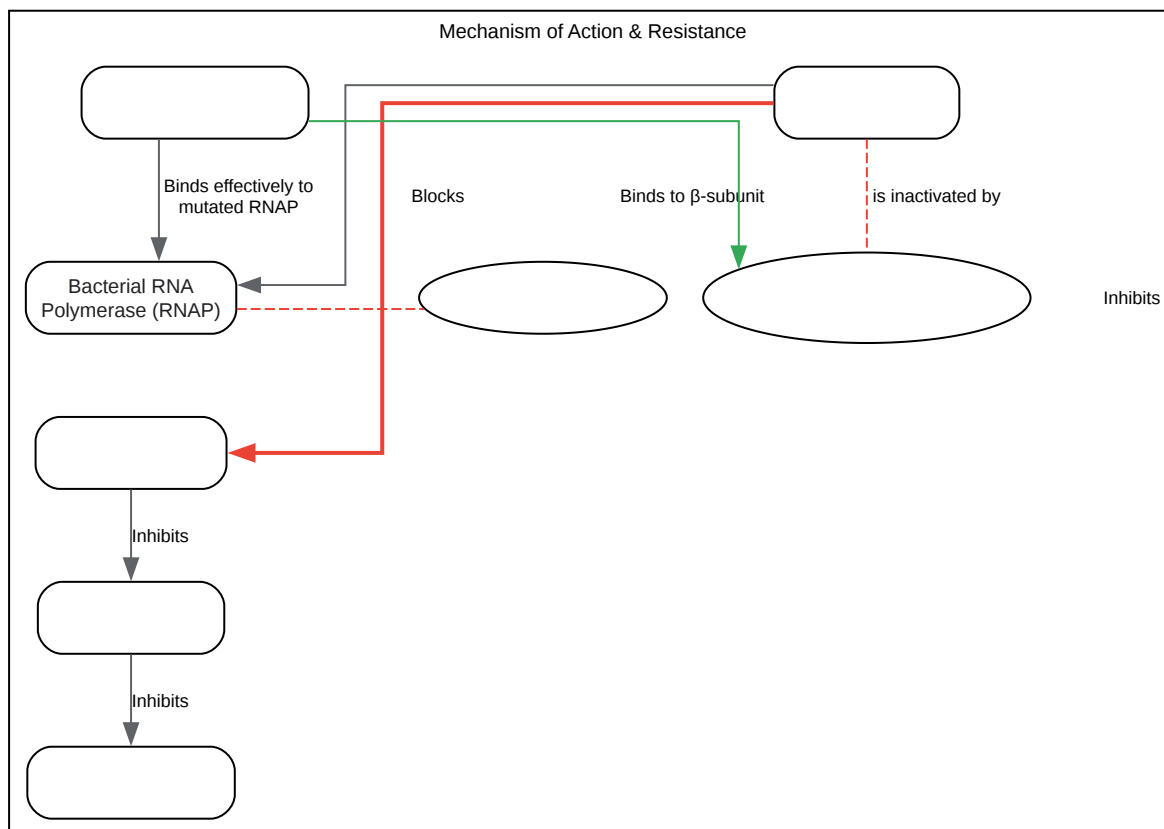 Mechanism of Action & Resistance
Binds effectively to
mutated RNAP
Blocks
Binds to β-subunit
is inactivated by
Bacterial RNA
Polymerase (RNAP)
Inhibits
Inhibits
Inhibits